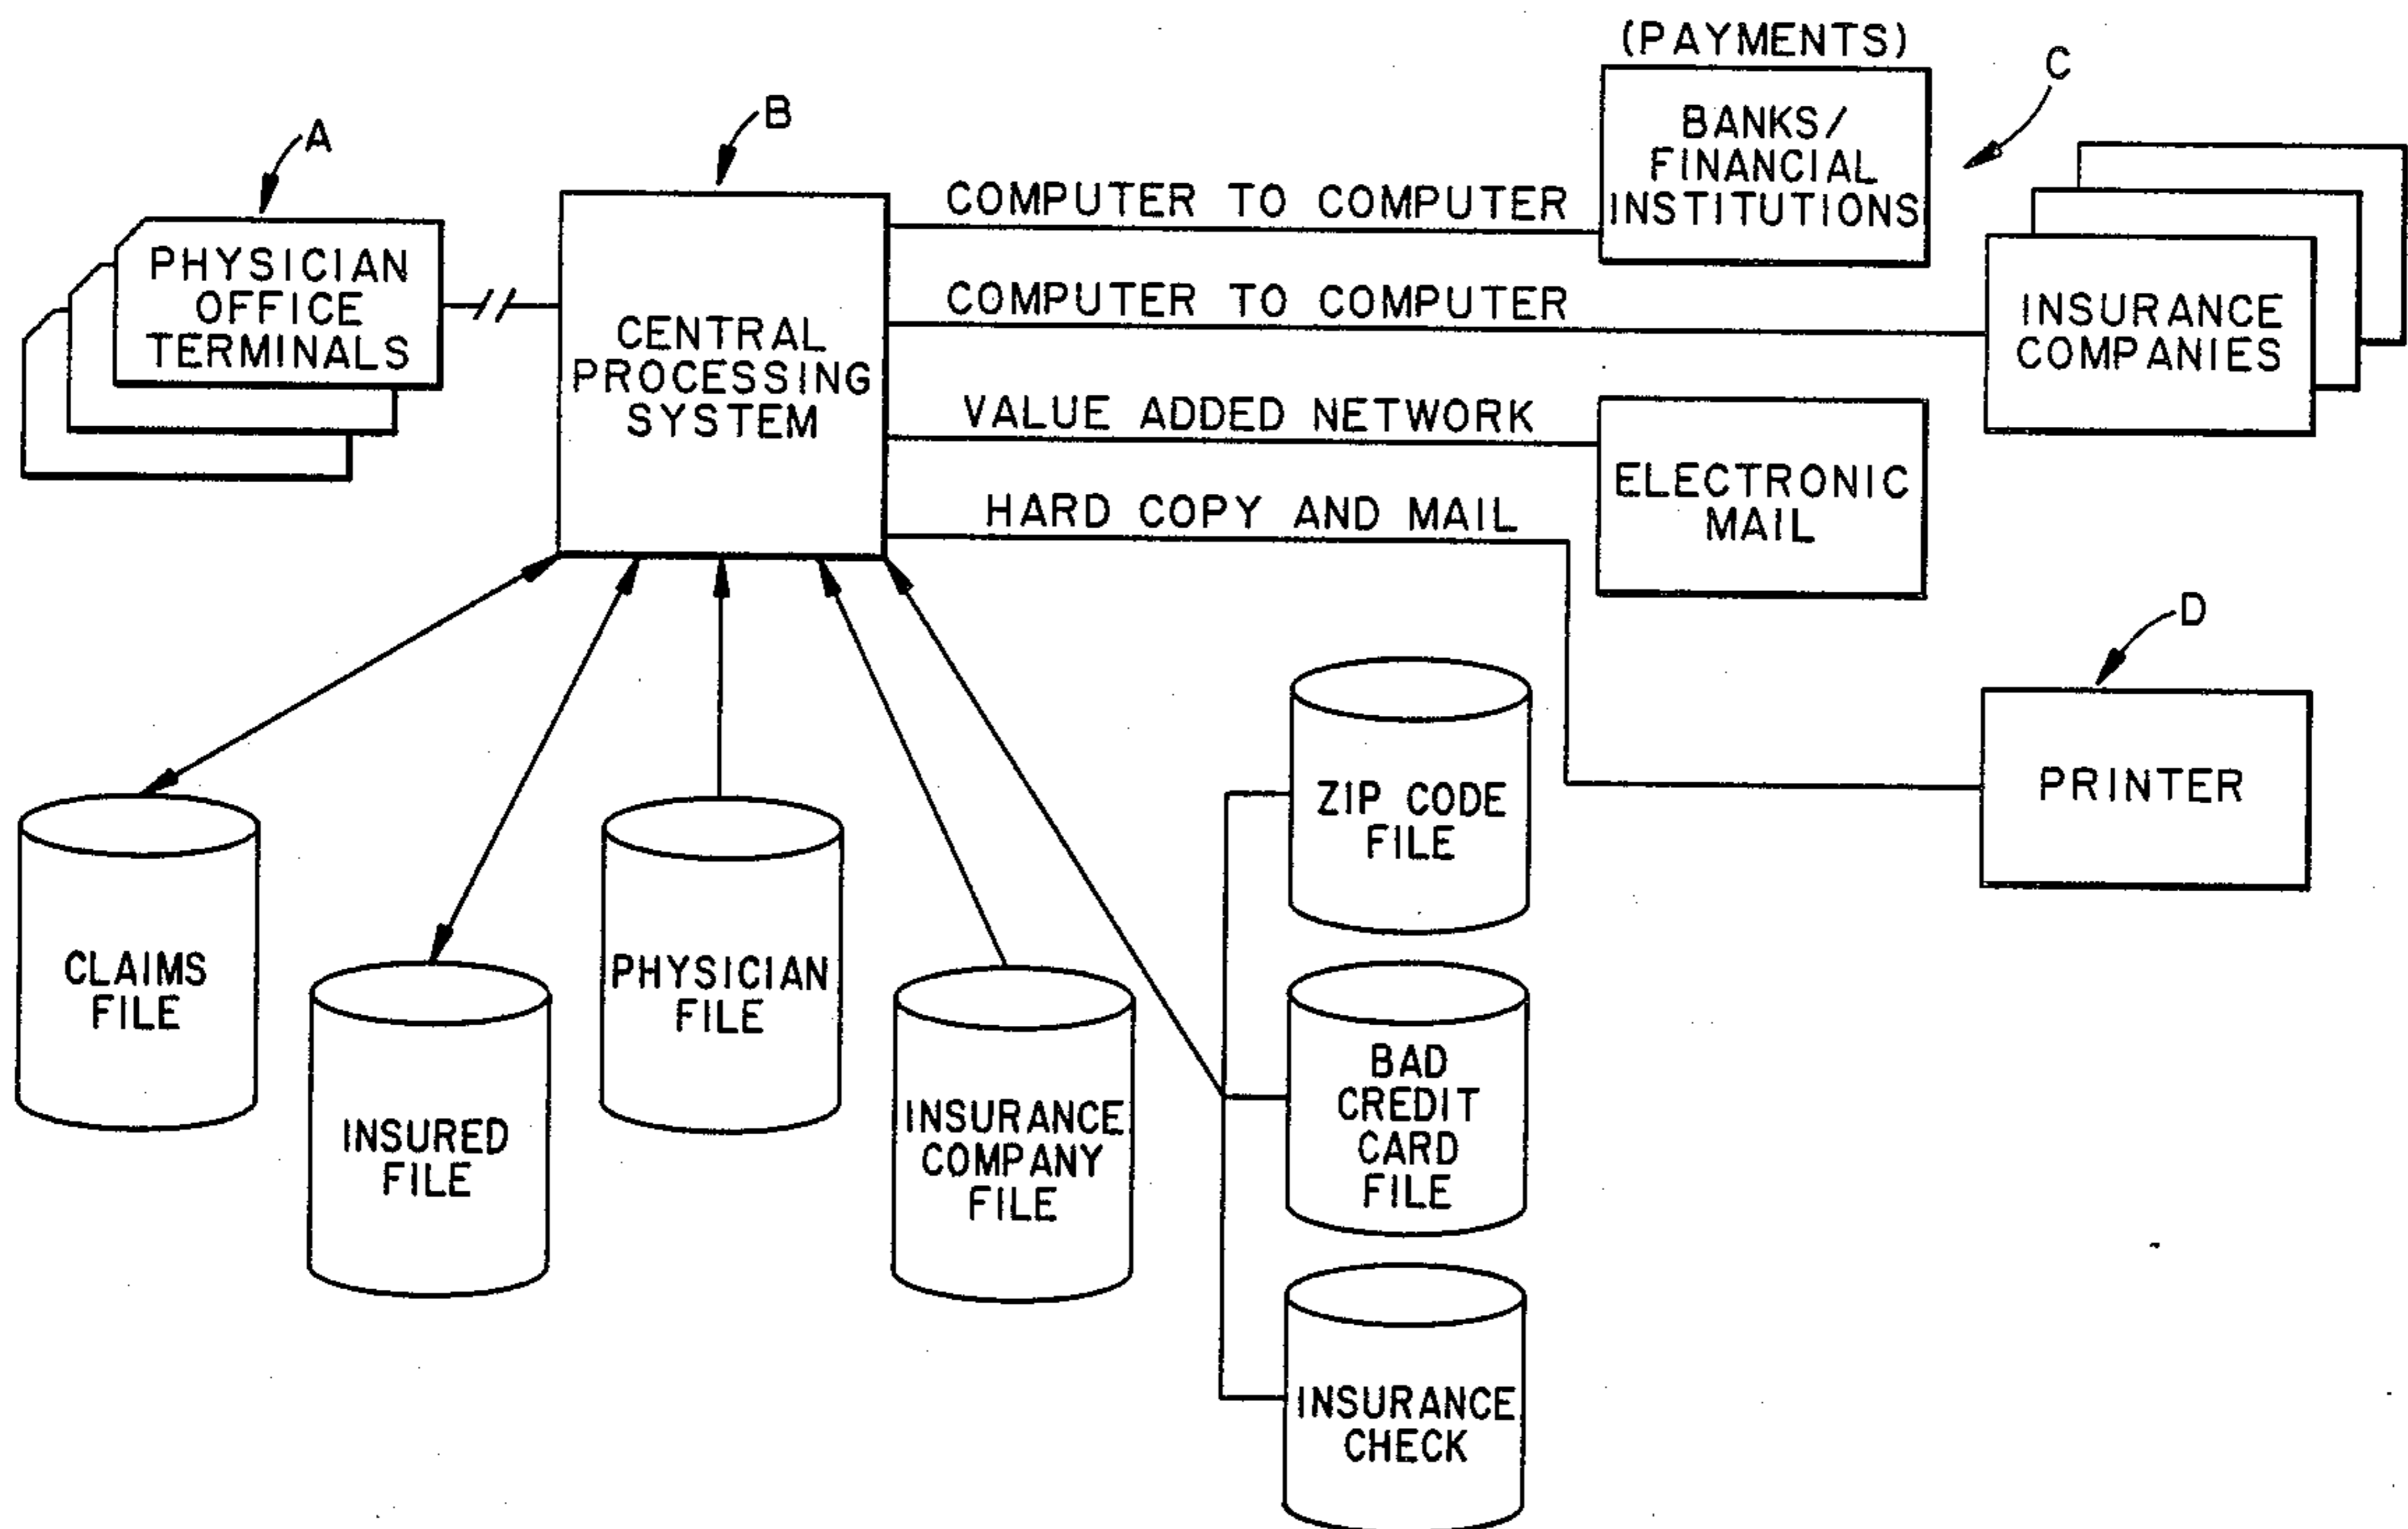 (PAYMENTS)
C
BANKS/
FINANCIAL
INSTITUTIONS
A
B
PHYSICIAN
OFFICE
TERMINALS
CENTRAL
PROCESSING
SYSTEM
COMPUTER TO COMPUTER
COMPUTER TO COMPUTER
INSURANCE
COMPANIES
VALUE ADDED NETWORK
ELECTRONIC
MAIL
HARD COPY AND MAIL
D
PRINTER
ZIP CODE
FILE
CLAIMS
FILE
INSURED
FILE
PHYSICIAN
FILE
INSURANCE
COMPANY
FILE
BAD
CREDIT
CARD
FILE
INSURANCE
CHECK